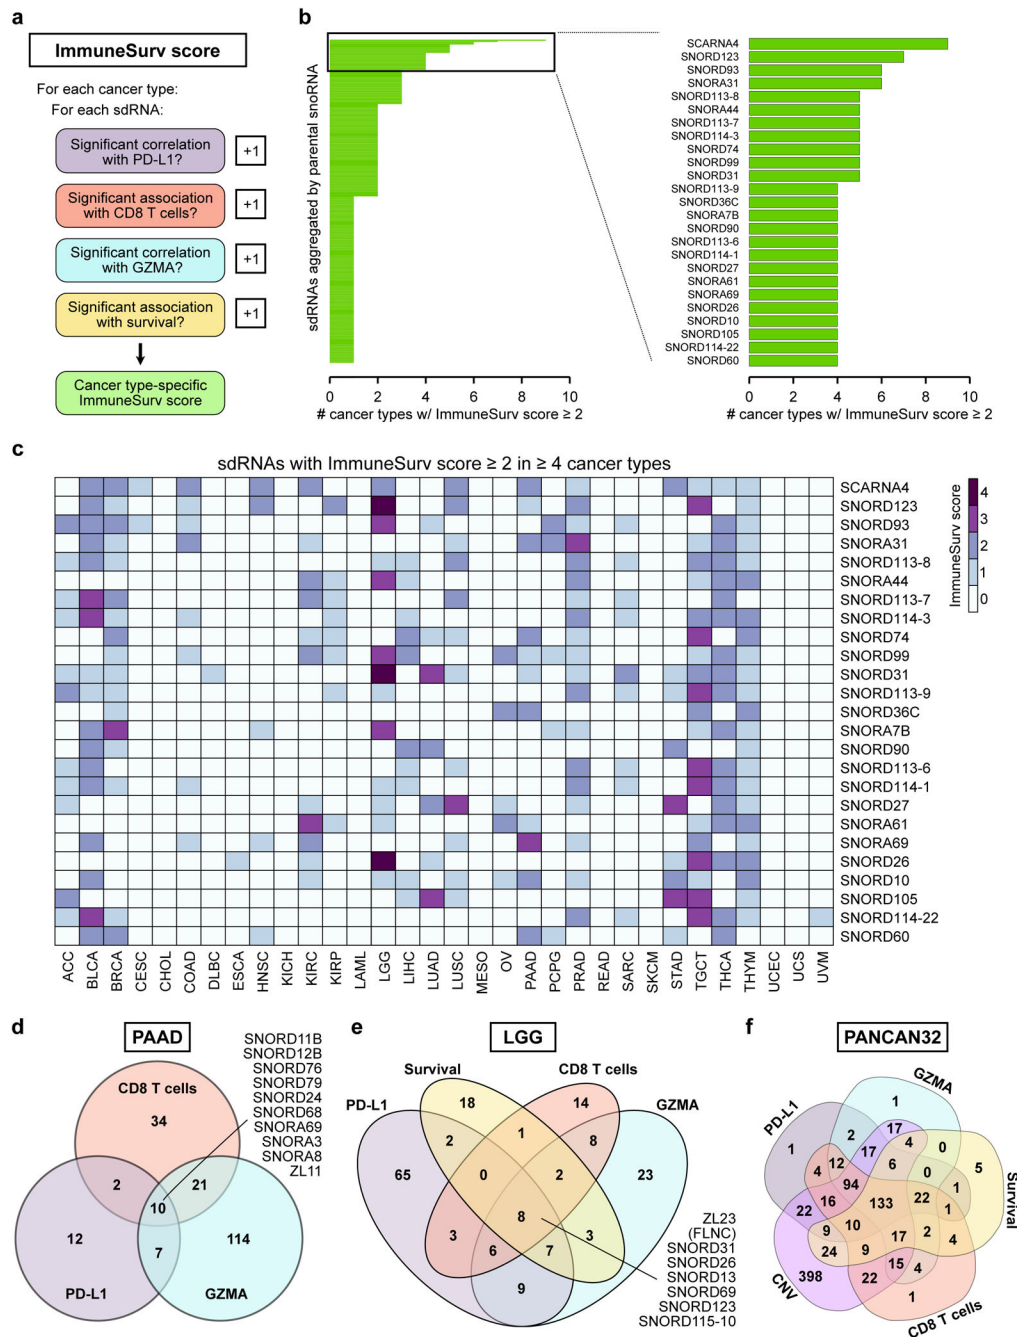 a
ImmuneSurv score
For each cancer type:
For each sdRNA:
Significant correlation
with PD-L1?
+1
Significant association
with CD8 T cells?
+1
Significant correlation
with GZMA?
+1
Significant association
with survival?
+1
Cancer type-specific
ImmuneSurv score
b
sdRNAs aggregated by parental snoRNA
0 2 4 6 8 10
# cancer types w/ ImmuneSurv score ≥ 2
SCARNA4
SNORD123
SNORD93
SNORA31
SNORD113-8
SNORA44
SNORD113-7
SNORD114-3
SNORD74
SNORD99
SNORD31
SNORD113-9
SNORD36C
SNORA7B
SNORD90
SNORD113-6
SNORD114-1
SNORD27
SNORA61
SNORA69
SNORD26
SNORD10
SNORD105
SNORD114-22
SNORD60
0 2 4 6 8 10
# cancer types w/ ImmuneSurv score ≥ 2
c
sdRNAs with ImmuneSurv score ≥ 2 in ≥ 4 cancer types
SCARNA4
SNORD123
SNORD93
SNORA31
SNORD113-8
SNORA44
SNORD113-7
SNORD114-3
SNORD74
SNORD99
SNORD31
SNORD113-9
SNORD36C
SNORA7B
SNORD90
SNORD113-6
SNORD114-1
SNORD27
SNORA61
SNORA69
SNORD26
SNORD10
SNORD105
SNORD114-22
SNORD60
ImmuneSurv score
4
3
2
1
0
ACC BLCA BRCA CESC CHOL COAD DLBC ESCA HNSC KICH KIRC KIRP LAML LGG LIHC LUAD LUSC MESO OV PAAD PCPG PRAD READ SARC SKCM STAD TGCT THCA THYM UCEC UCS UVM
d
PAAD
CD8 T cells
34
2
21
10
12
7
114
PD-L1
GZMA
SNORD11B
SNORD12B
SNORD76
SNORD79
SNORD24
SNORD68
SNORA69
SNORA3
SNORA8
ZL11
e
LGG
Survival
CD8 T cells
PD-L1
GZMA
18
14
2
1
8
65
0
2
23
8
3
3
6
7
9
ZL23
(FLNC)
SNORD31
SNORD26
SNORD13
SNORD69
SNORD123
SNORD115-10
f
PANCAN32
GZMA
PD-L1
Survival
CNV
CD8 T cells
1
17
4
2
1
17
0
4
12
6
0
5
94
1
22
16
133
22
1
9
10
17
2
4
24
9
15
4
398
22
1